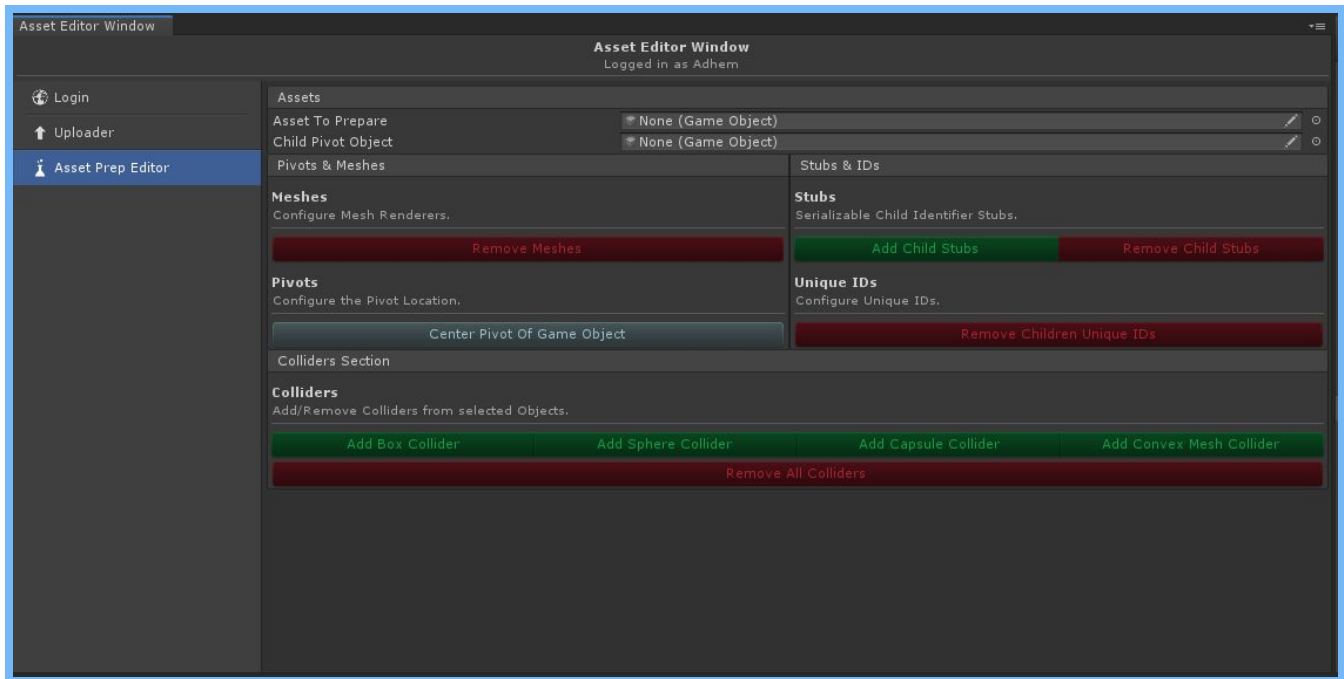 Asset Editor Window
Asset Editor Window
Logged in as Adhem
Login
Uploader
Asset Prep Editor
Assets
Asset To Prepare
None (Game Object)
Child Pivot Object
None (Game Object)
Pivots & Meshes
Meshes
Configure Mesh Renderers.
Remove Meshes
Pivots
Configure the Pivot Location.
Center Pivot Of Game Object
Stubs & IDs
Stubs
Serializable Child Identifier Stubs.
Add Child Stubs
Remove Child Stubs
Unique IDs
Configure Unique IDs.
Remove Children Unique IDs
Colliders Section
Colliders
Add/Remove Colliders from selected Objects.
Add Box Collider
Add Sphere Collider
Add Capsule Collider
Add Convex Mesh Collider
Remove All Colliders